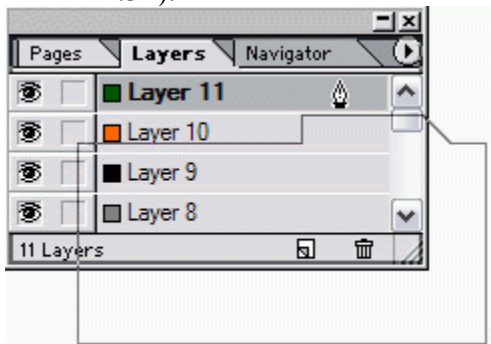 Pages Layers Navigator
Layer 11
Layer 10
Layer 9
Layer 8
11 Layers